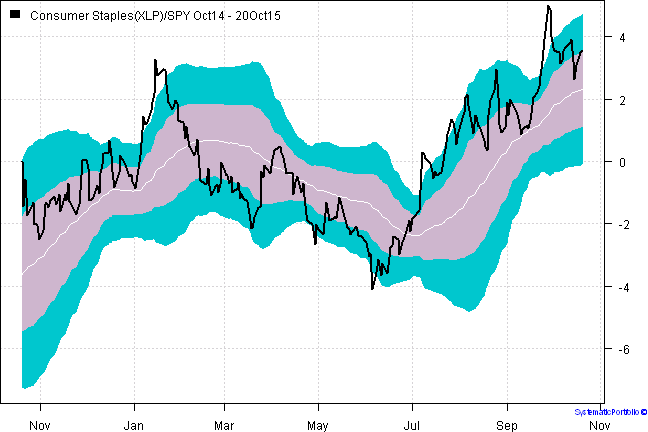 Consumer Staples(XLP)/SPY Oct14 - 20Oct15
4
2
0
-2
-4
-6
SystematicPortfolio ©
Nov Jan Mar May Jul Sep Nov